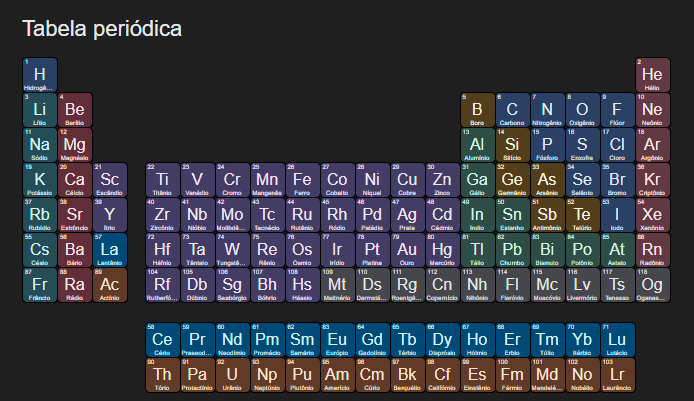 Tabela periódica
1 2
H He
Hidrogê... Hélio
3 4 5 6 7 8 9 10
Li Be B C N O F Ne
Lítio Berílio Boro Carbono Nitrogênio Oxigênio Flúor Neônio
11 12 13 14 15 16 17 18
Na Mg Al Si P S Cl Ar
Sódio Magnésio Alumínio Silício Fósforo Enxofre Cloro Argônio
19 20 21 22 23 24 25 26 27 28 29 30 31 32 33 34 35 36
K Ca Sc Ti V Cr Mn Fe Co Ni Cu Zn Ga Ge As Se Br Kr
Potássio Cálcio Escândio Titânio Vanádio Cromo Manganês Ferro Cobalto Níquel Cobre Zinco Gálio Germânio Arsênio Selênio Bromo Criptônio
37 38 39 40 41 42 43 44 45 46 47 48 49 50 51 52 53 54
Rb Sr Y Zr Nb Mo Tc Ru Rh Pd Ag Cd In Sn Sb Te I Xe
Rubídio Estrôncio Ítrio Zircônio Nióbio Molibdê... Tecnécio Rutênio Ródio Paládio Prata Cádmio Índio Estanho Antimônio Telúrio Iodo Xenônio
55 56 57 72 73 74 75 76 77 78 79 80 81 82 83 84 85 86
Cs Ba La Hf Ta W Re Os Ir Pt Au Hg Tl Pb Bi Po At Rn
Césio Bário Lantânio Háfnio Tântalo Tungstê... Rênio Ósmio Irídio Platina Ouro Mercúrio Tálio Chumbo Bismuto Polônio Astato Radônio
87 88 89 104 105 106 107 108 109 110 111 112 113 114 115 116 117 118
Fr Ra Ac Rf Db Sg Bh Hs Mt Ds Rg Cn Nh Fl Mc Lv Ts Og
Frâncio Rádio Actínio Rutherfó... Dúbnio Seabórgio Bóhrio Hássio Meitnério Darmsté... Roentgê... Copernício Nihônio Fleróvio Moscóvio Livermório Tenesso Oganess...
58 59 60 61 62 63 64 65 66 67 68 69 70 71
Ce Pr Nd Pm Sm Eu Gd Tb Dy Ho Er Tm Yb Lu
Cério Praseod... Neodímio Promécio Samário Európio Gadolínio Térbio Disprósio Hólmio Érbio Túlio Itérbio Lutécio
90 91 92 93 94 95 96 97 98 99 100 101 102 103
Th Pa U Np Pu Am Cm Bk Cf Es Fm Md No Lr
Tório Protactínio Urânio Neptúnio Plutônio Amerício Cúrio Berquélio Califórnio Einstênio Férmio Mendelé... Nobélio Laurêncio